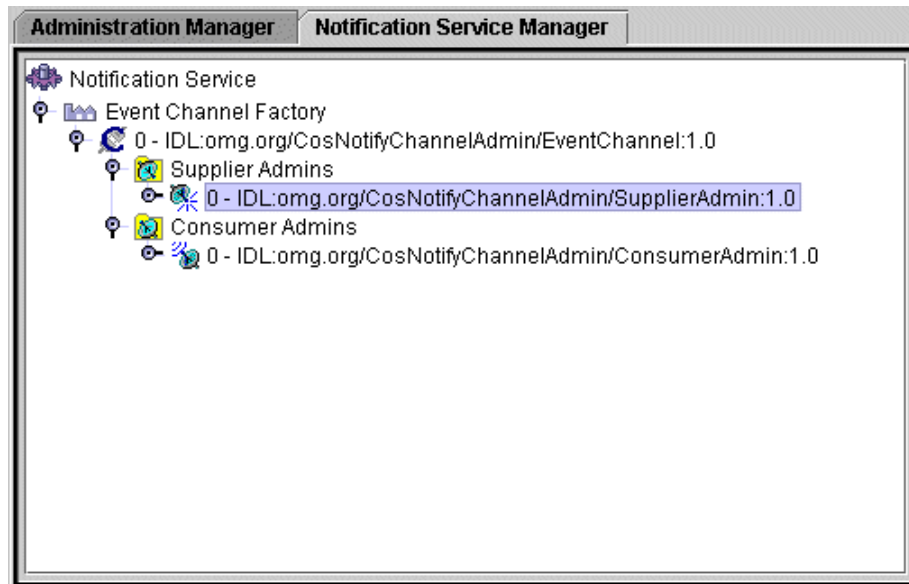 Administration Manager Notification Service Manager
Notification Service
Event Channel Factory
0 - IDL:omg.org/CosNotifyChannelAdmin/EventChannel:1.0
Supplier Admins
0 - IDL:omg.org/CosNotifyChannelAdmin/SupplierAdmin:1.0
Consumer Admins
0 - IDL:omg.org/CosNotifyChannelAdmin/ConsumerAdmin:1.0